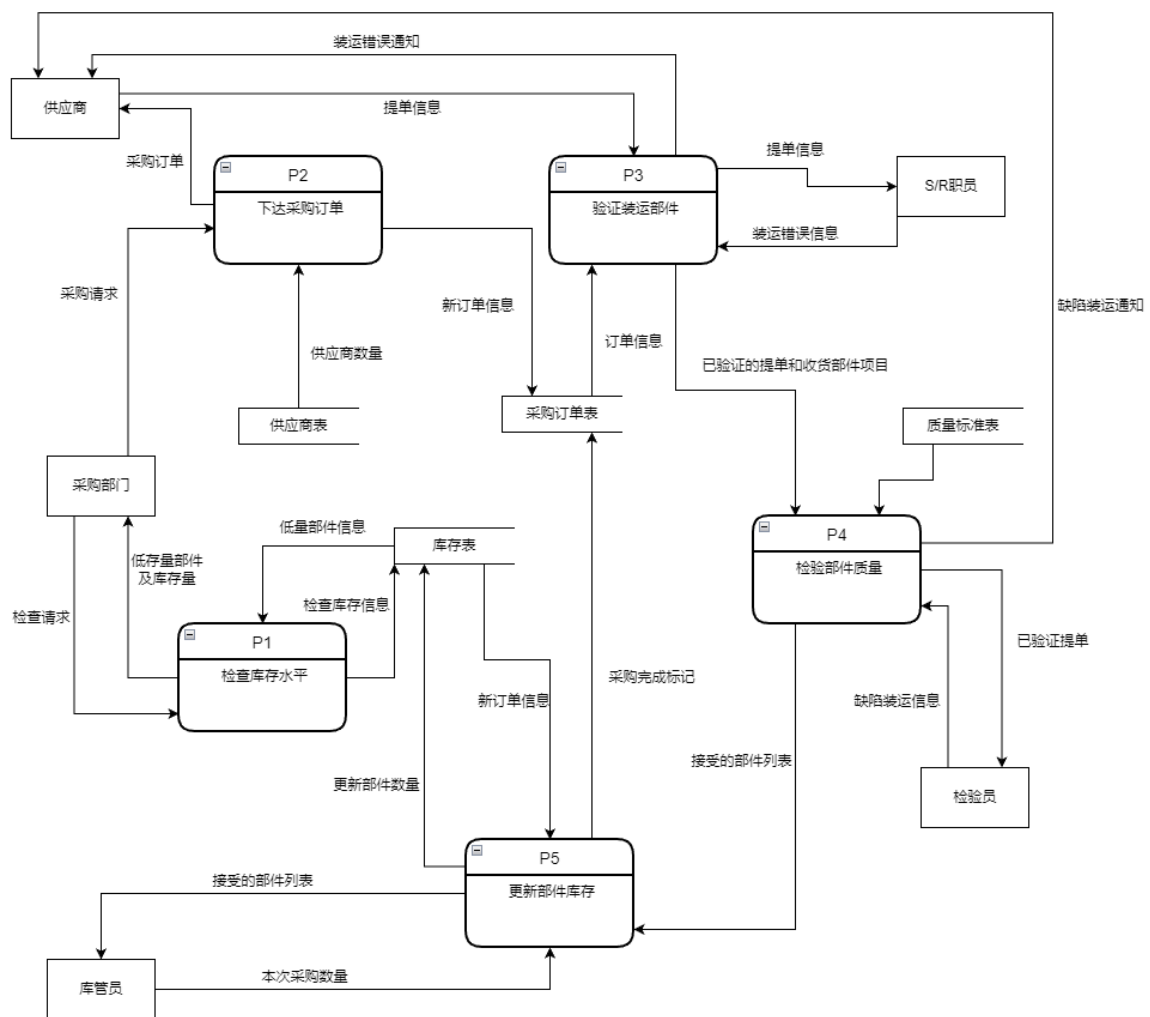 装运错误通知
供应商
提单信息
采购订单
P2
下达采购订单
P3
验证装运部件
提单信息
S/R职员
装运错误信息
采购请求
新订单信息
订单信息
缺陷装运通知
供应商数量
已验证的提单和收货部件项目
供应商表
采购订单表
质量标准表
采购部门
低量部件信息
库存表
P4
检验部件质量
低存量部件
及库存量
检查请求
检查库存信息
P1
检查库存水平
已验证提单
采购完成标记
新订单信息
缺陷装运信息
接受的部件列表
更新部件数量
检验员
P5
更新部件库存
接受的部件列表
本次采购数量
库管员